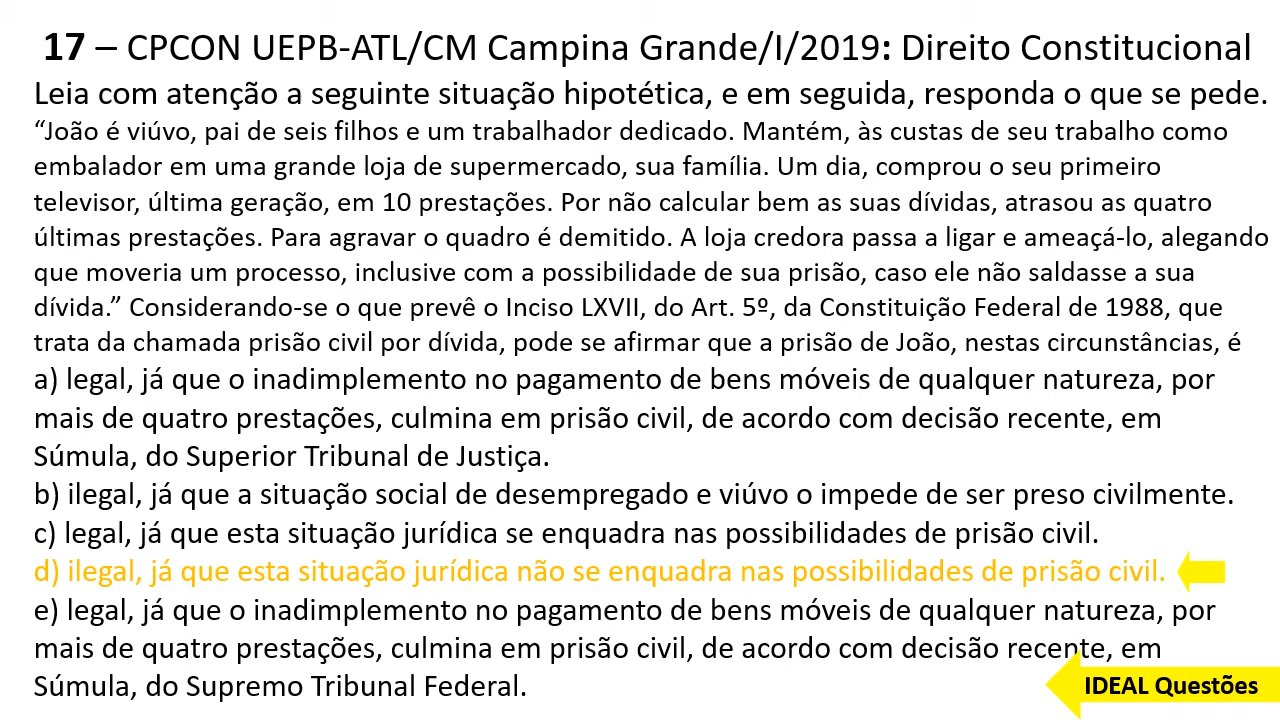 17 – CPCON UEPB-ATL/CM Campina Grande/I/2019: Direito Constitucional
Leia com atenção a seguinte situação hipotética, e em seguida, responda o que se pede.
“João é viúvo, pai de seis filhos e um trabalhador dedicado. Mantém, às custas de seu trabalho como
embalador em uma grande loja de supermercado, sua família. Um dia, comprou o seu primeiro
televisor, última geração, em 10 prestações. Por não calcular bem as suas dívidas, atrasou as quatro
últimas prestações. Para agravar o quadro é demitido. A loja credora passa a ligar e ameaçá-lo, alegando
que moveria um processo, inclusive com a possibilidade de sua prisão, caso ele não saldasse a sua
dívida.” Considerando-se o que prevê o Inciso LXVII, do Art. 5º, da Constituição Federal de 1988, que
trata da chamada prisão civil por dívida, pode se afirmar que a prisão de João, nestas circunstâncias, é
a) legal, já que o inadimplemento no pagamento de bens móveis de qualquer natureza, por
mais de quatro prestações, culmina em prisão civil, de acordo com decisão recente, em
Súmula, do Superior Tribunal de Justiça.
b) ilegal, já que a situação social de desempregado e viúvo o impede de ser preso civilmente.
c) legal, já que esta situação jurídica se enquadra nas possibilidades de prisão civil.
d) ilegal, já que esta situação jurídica não se enquadra nas possibilidades de prisão civil.
e) legal, já que o inadimplemento no pagamento de bens móveis de qualquer natureza, por
mais de quatro prestações, culmina em prisão civil, de acordo com decisão recente, em
Súmula, do Supremo Tribunal Federal.
IDEAL Questões